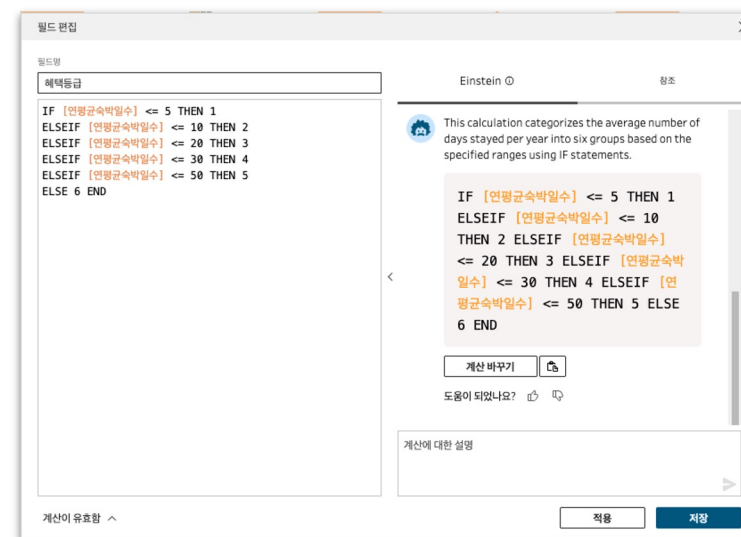 필드 편집
필드명
혜택등급
IF [연평균숙박일수] <= 5 THEN 1
ELSEIF [연평균숙박일수] <= 10 THEN 2
ELSEIF [연평균숙박일수] <= 20 THEN 3
ELSEIF [연평균숙박일수] <= 30 THEN 4
ELSEIF [연평균숙박일수] <= 50 THEN 5
ELSE 6 END
계산이 유효함
Einstein
참조
This calculation categorizes the average number of
days stayed per year into six groups based on the
specified ranges using IF statements.
IF [연평균숙박일수] <= 5 THEN 1
ELSEIF [연평균숙박일수] <= 10
THEN 2 ELSEIF [연평균숙박일수]
<= 20 THEN 3 ELSEIF [연평균숙박
일수] <= 30 THEN 4 ELSEIF [연
평균숙박일수] <= 50 THEN 5 ELSE
6 END
계산 바꾸기
도움이 되었나요?
계산에 대한 설명
적용
저장